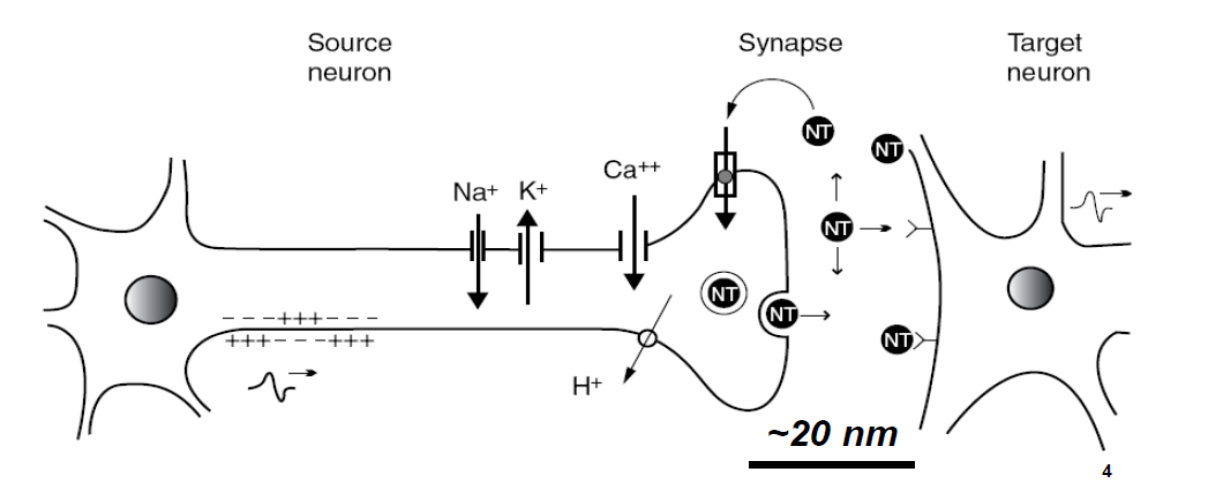 Source
neuron
Synapse
Target
neuron
Na+ K+
Ca++
NT
NT
NT
NT
NT
NT
- - -+++- - -
+++- - -+++
H+
~20 nm
4